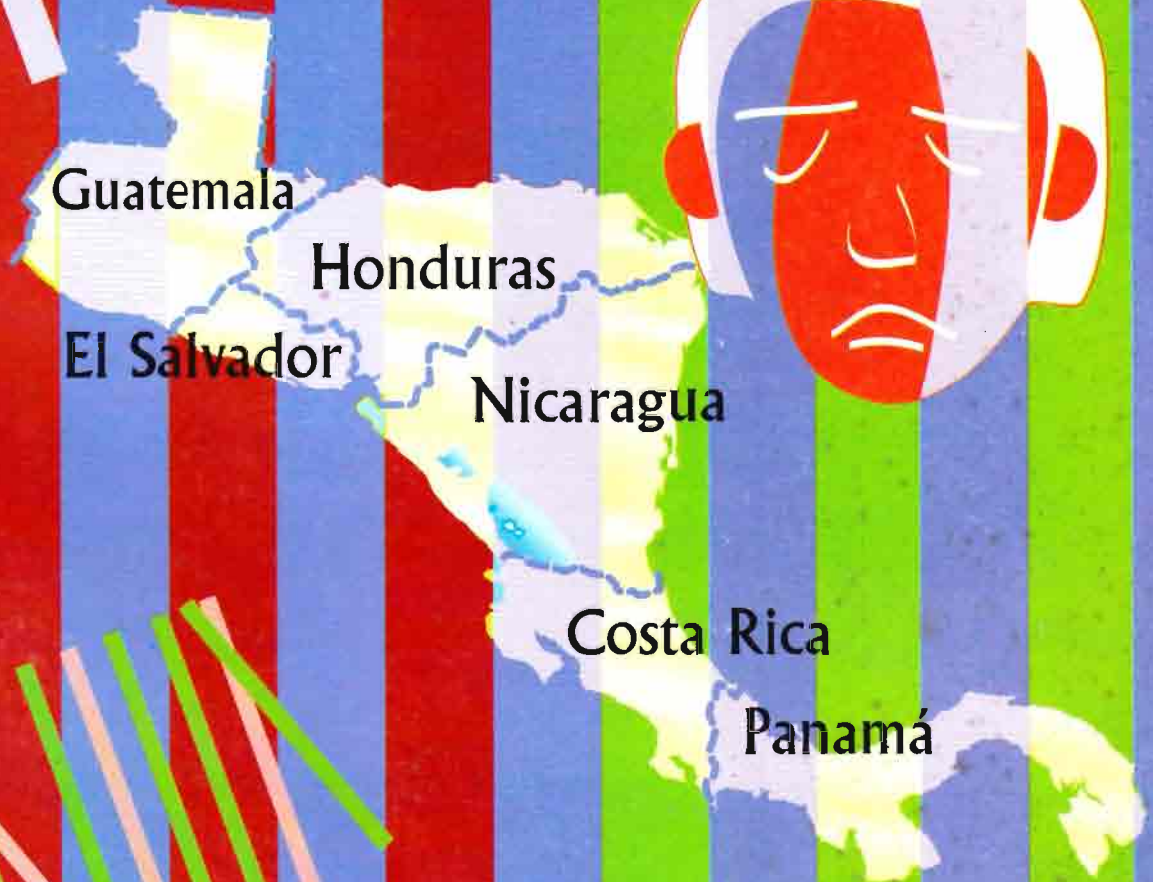 Guatemala
Honduras
El Salvador
Nicaragua
Costa Rica
Panamá